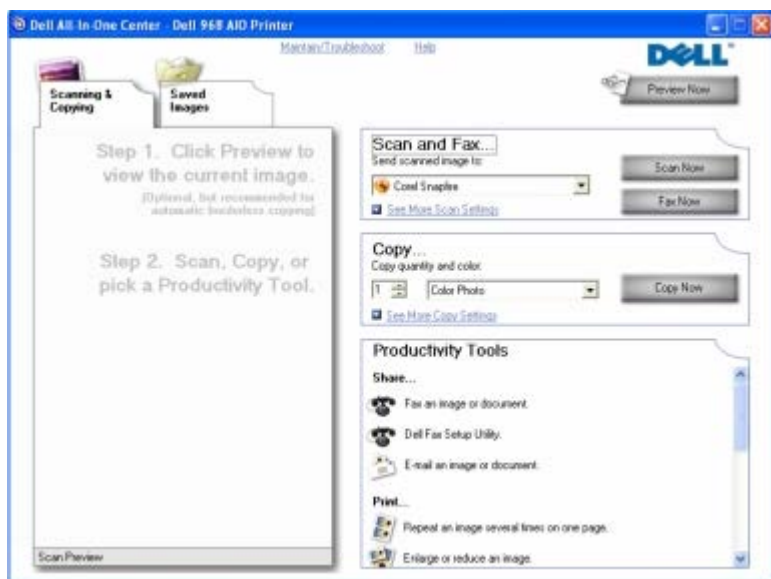 Dell All-In-One Center - Dell 968 AIO Printer
Maintain/Troubleshoot Help
DELL
Preview Now
Scanning &
Copying
Saved
Images
Step 1. Click Preview to
view the current image.
(Optional, but recommended for
automatic borderless copying)
Step 2. Scan, Copy, or
pick a Productivity Tool.
Scan Preview
Scan and Fax...
Send scanned image to:
Corel Snapfire
See More Scan Settings
Scan Now
Fax Now
Copy...
Copy quantity and color:
1 Color Photo
See More Copy Settings
Copy Now
Productivity Tools
Share...
Fax an image or document.
Dell Fax Setup Utility.
E-mail an image or document.
Print...
Repeat an image several times on one page.
Enlarge or reduce an image.